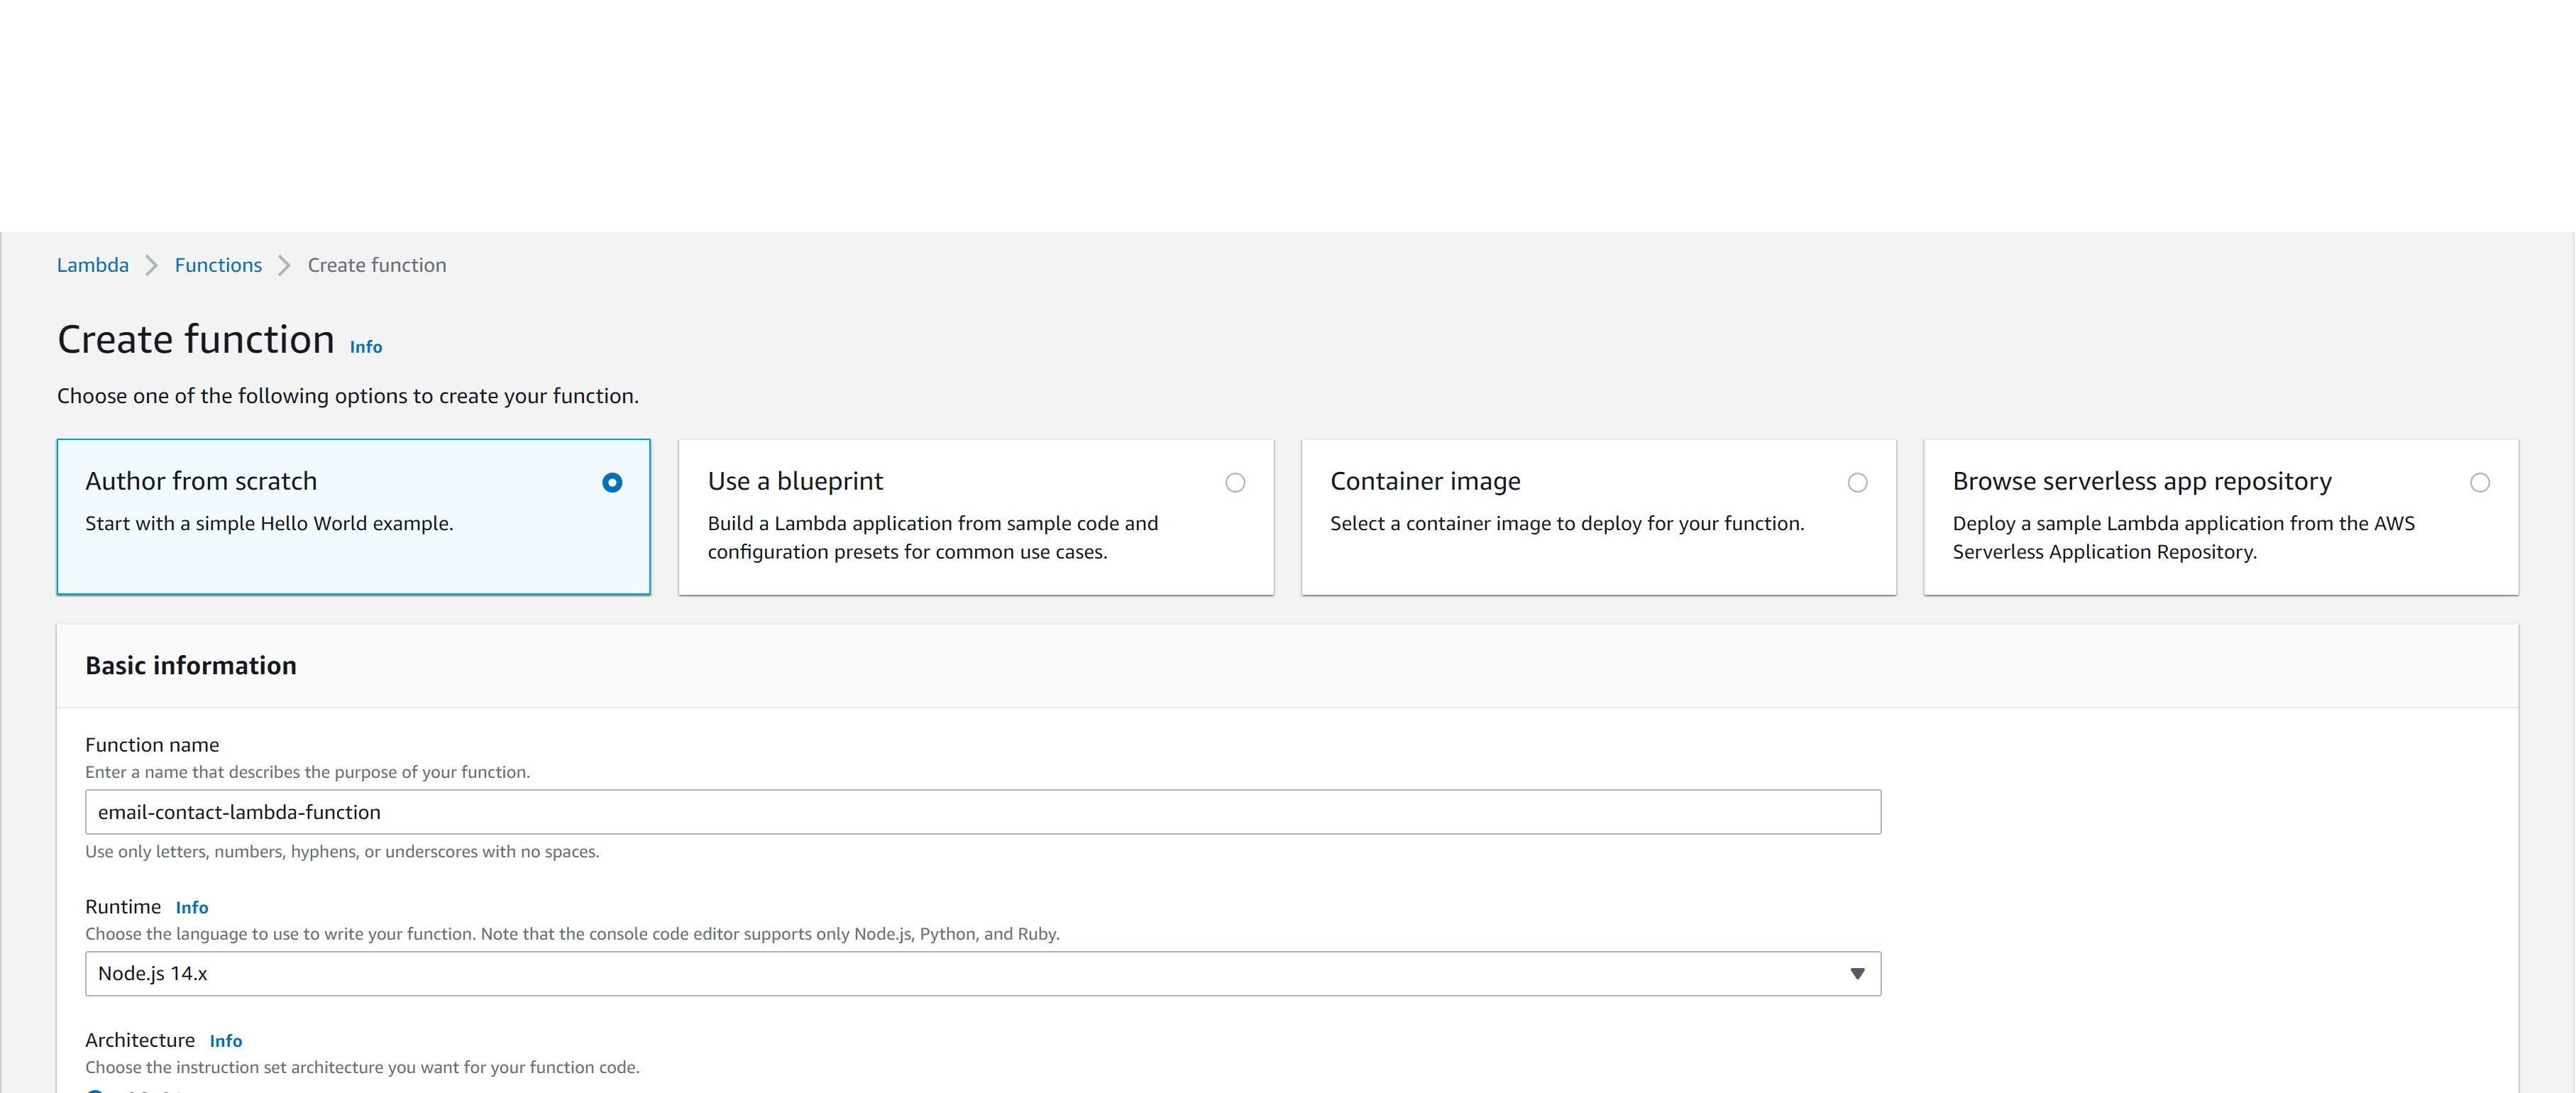 Lambda > Functions > Create function
Create function Info
Choose one of the following options to create your function.
Author from scratch
Start with a simple Hello World example.
Use a blueprint
Build a Lambda application from sample code and
configuration presets for common use cases.
Container image
Select a container image to deploy for your function.
Browse serverless app repository
Deploy a sample Lambda application from the AWS
Serverless Application Repository.
Basic information
Function name
Enter a name that describes the purpose of your function.
email-contact-lambda-function
Use only letters, numbers, hyphens, or underscores with no spaces.
Runtime Info
Choose the language to use to write your function. Note that the console code editor supports only Node.js, Python, and Ruby.
Node.js 14.x
Architecture Info
Choose the instruction set architecture you want for your function code.